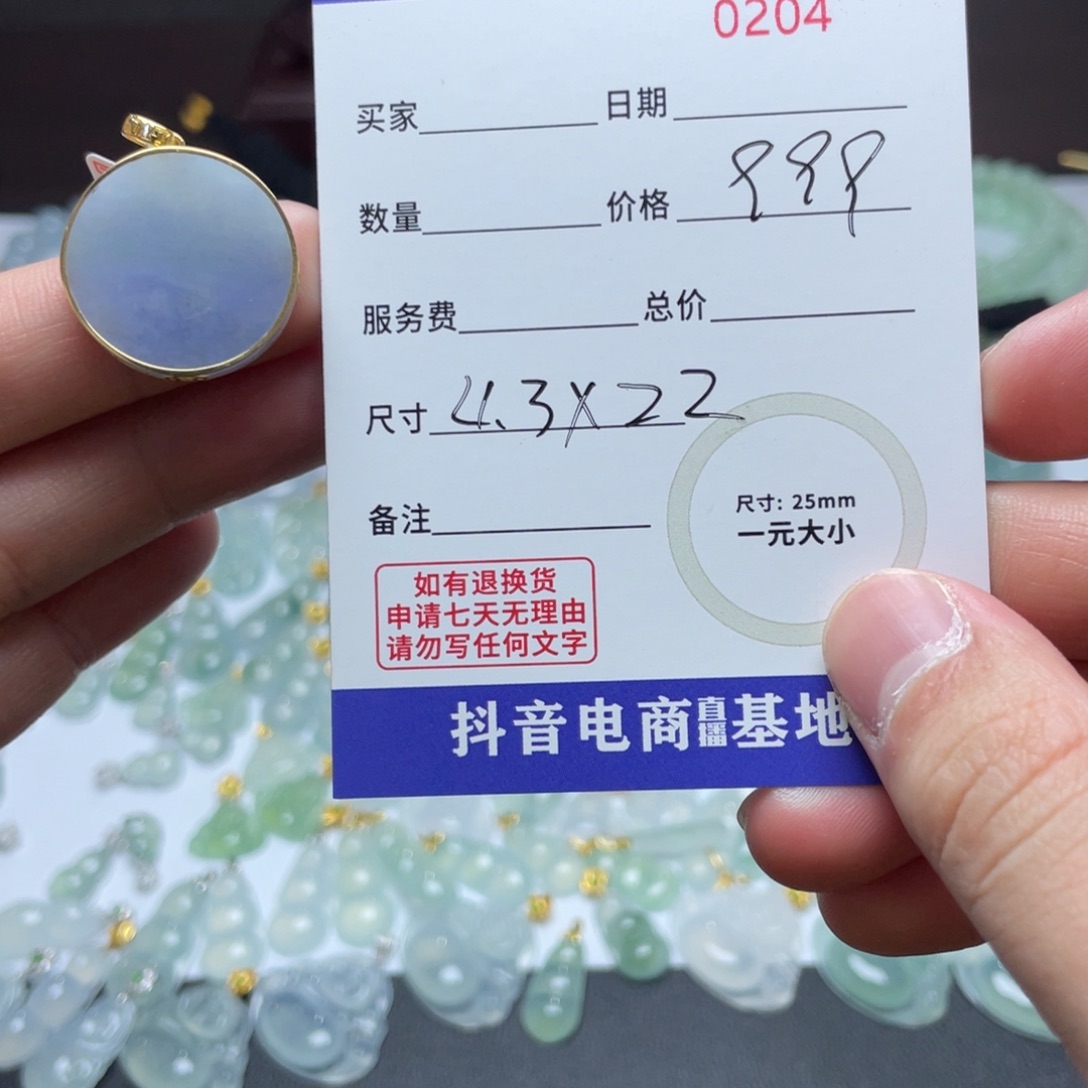 0204
买家 日期
数量 价格 999
服务费 总价
尺寸 4.3X22
尺寸: 25mm
一元大小
备注
如有退换货
申请七天无理由
请勿写任何文字
抖音电商直播基地